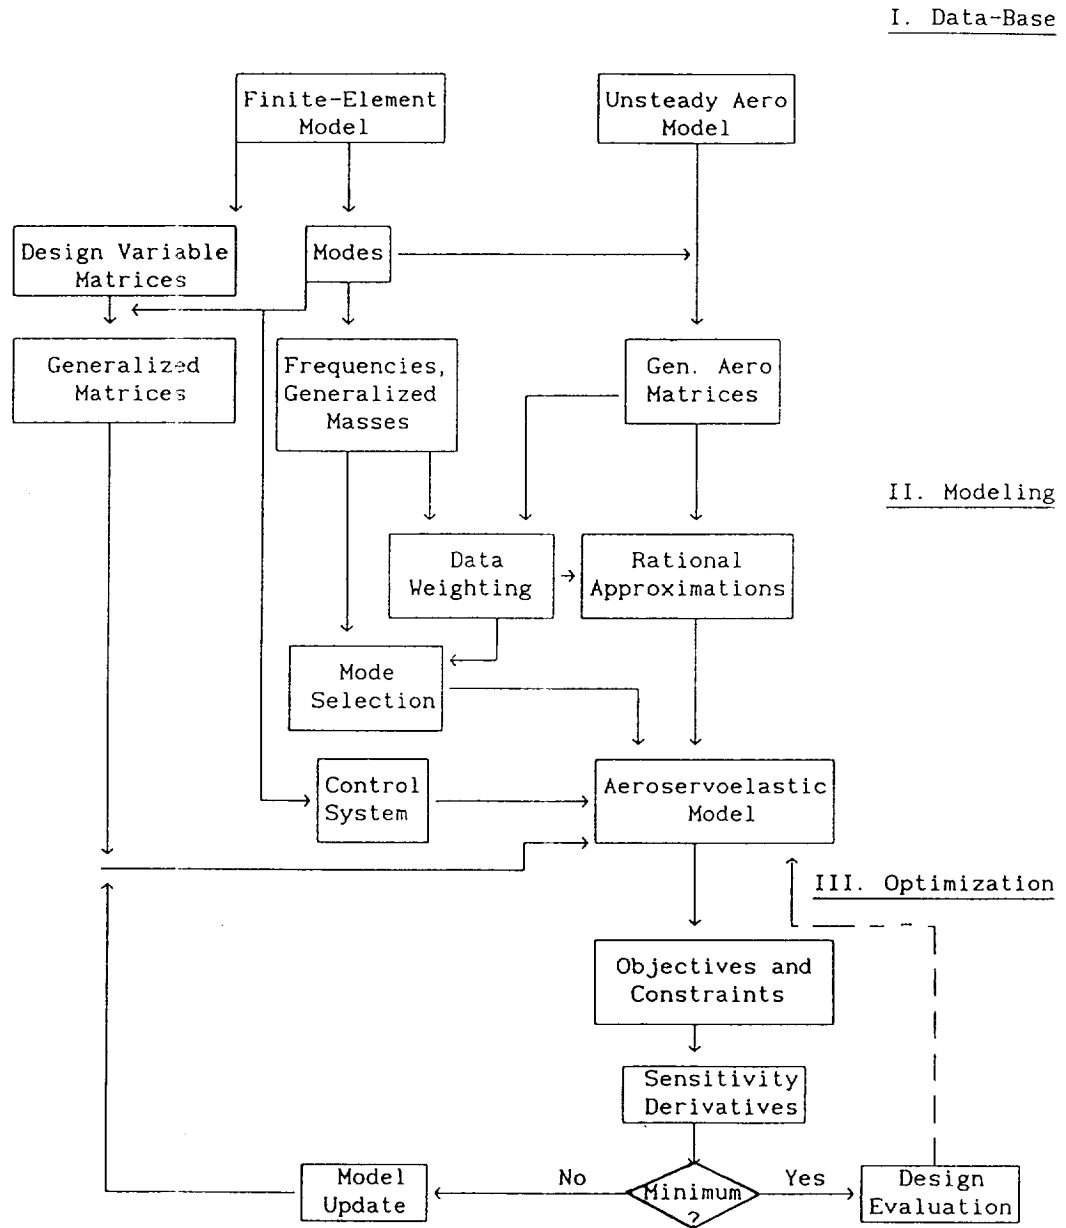 I. Data-Base
Finite-Element
Model
Unsteady Aero
Model
Design Variable
Matrices
Modes
Generalized
Matrices
Frequencies,
Generalized
Masses
Gen. Aero
Matrices
II. Modeling
Data
Weighting
Rational
Approximations
Mode
Selection
Control
System
Aeroservoelastic
Model
III. Optimization
Objectives and
Constraints
Sensitivity
Derivatives
Model
Update
No
Minimum
?
Yes
Design
Evaluation